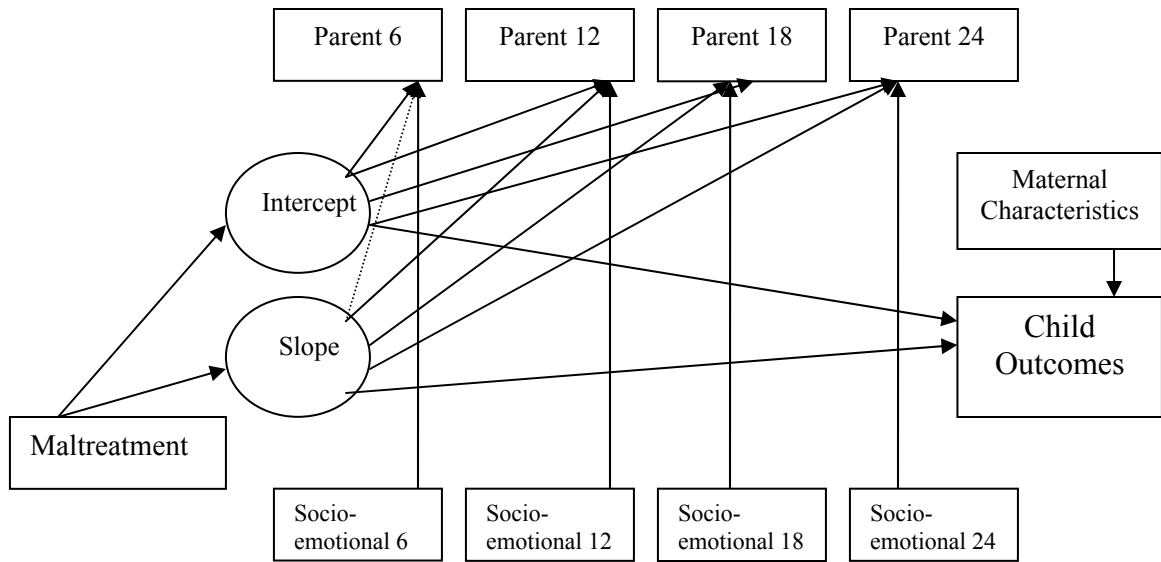 Parent 6
Parent 12
Parent 18
Parent 24
Maternal
Characteristics
Intercept
Slope
Child
Outcomes
Maltreatment
Socio-
emotional 6
Socio-
emotional 12
Socio-
emotional 18
Socio-
emotional 24